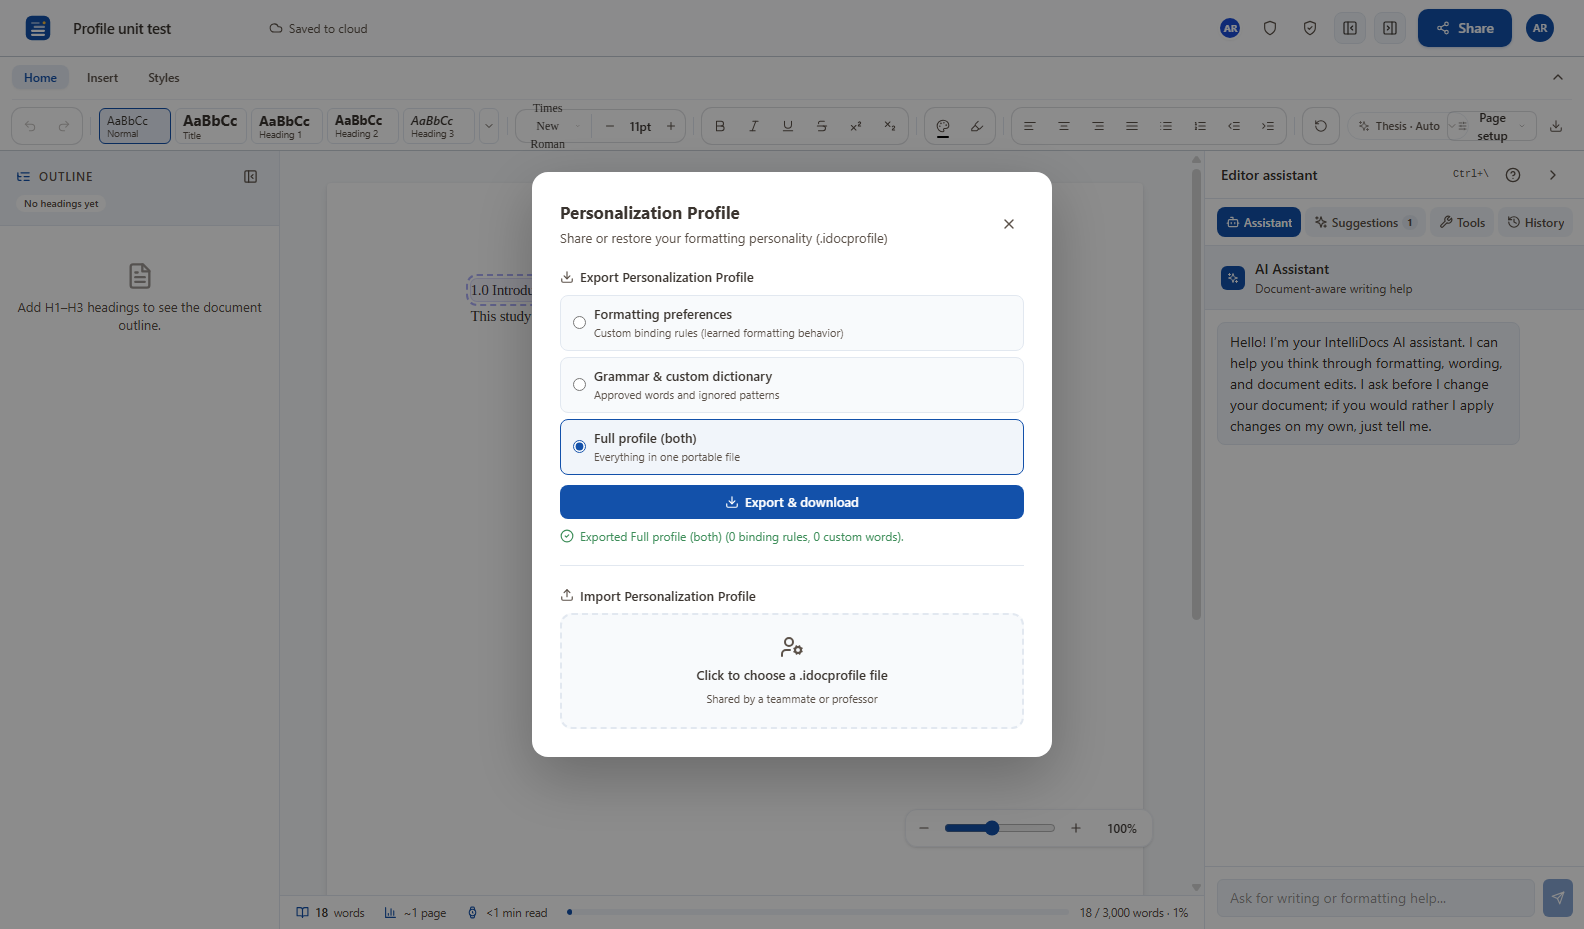 Profile unit test
Saved to cloud
AR
Share
AR
Home
Insert
Styles
AaBbCc
Normal
AaBbCc
Title
AaBbCc
Heading 1
AaBbCc
Heading 2
AaBbCc
Heading 3
Times
New
Roman
11pt
B
I
U
S
x²
x₂
Thesis · Auto
Page
setup
OUTLINE
No headings yet
Add H1–H3 headings to see the document
outline.
1.0 Introdu
This study
Personalization Profile
Share or restore your formatting personality (.idocprofile)
Export Personalization Profile
Formatting preferences
Custom binding rules (learned formatting behavior)
Grammar & custom dictionary
Approved words and ignored patterns
Full profile (both)
Everything in one portable file
Export & download
Exported Full profile (both) (0 binding rules, 0 custom words).
Import Personalization Profile
Click to choose a .idocprofile file
Shared by a teammate or professor
100%
Editor assistant
Ctrl+\
Assistant
Suggestions 1
Tools
History
AI Assistant
Document-aware writing help
Hello! I'm your IntelliDocs AI assistant. I can
help you think through formatting, wording,
and document edits. I ask before I change
your document; if you would rather I apply
changes on my own, just tell me.
Ask for writing or formatting help...
18 words
~1 page
<1 min read
18 / 3,000 words · 1%